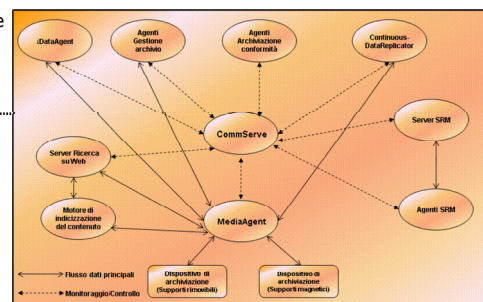 e
iDataAgent
Agenti
Gestione
archivio
Agenti
Archiviazione
conformità
Continuous-
DataReplicator
CommServe
Server SRM
Server Ricerca
su Web
Motore di
indicizzazione
del contenuto
MediaAgent
Agenti SRM
Dispositivo di
archiviazione
(Supporti rimovibili)
Dispositivo di
archiviazione
(Supporti magnetici)
Flusso dati principali
Monitoraggio/Controllo